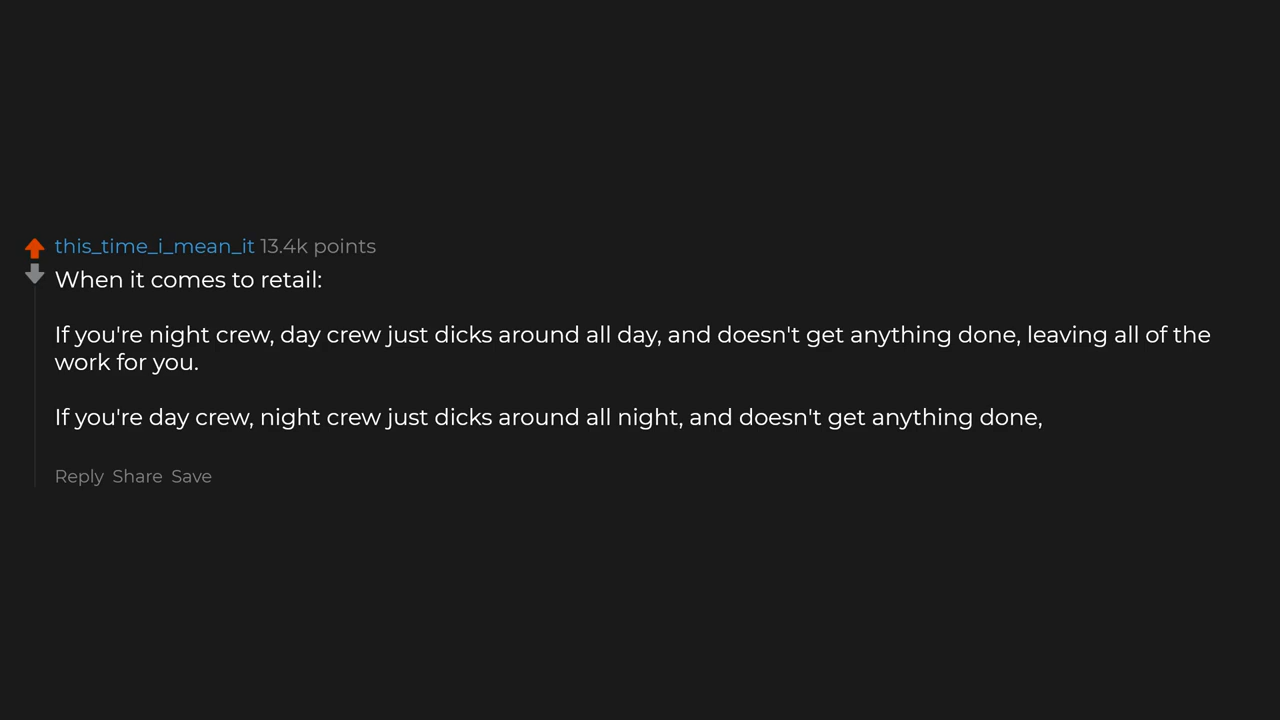 this_time_i_mean_it 13.4k points
When it comes to retail:
If you're night crew, day crew just dicks around all day, and doesn't get anything done, leaving all of the
work for you.
If you're day crew, night crew just dicks around all night, and doesn't get anything done,
Reply Share Save